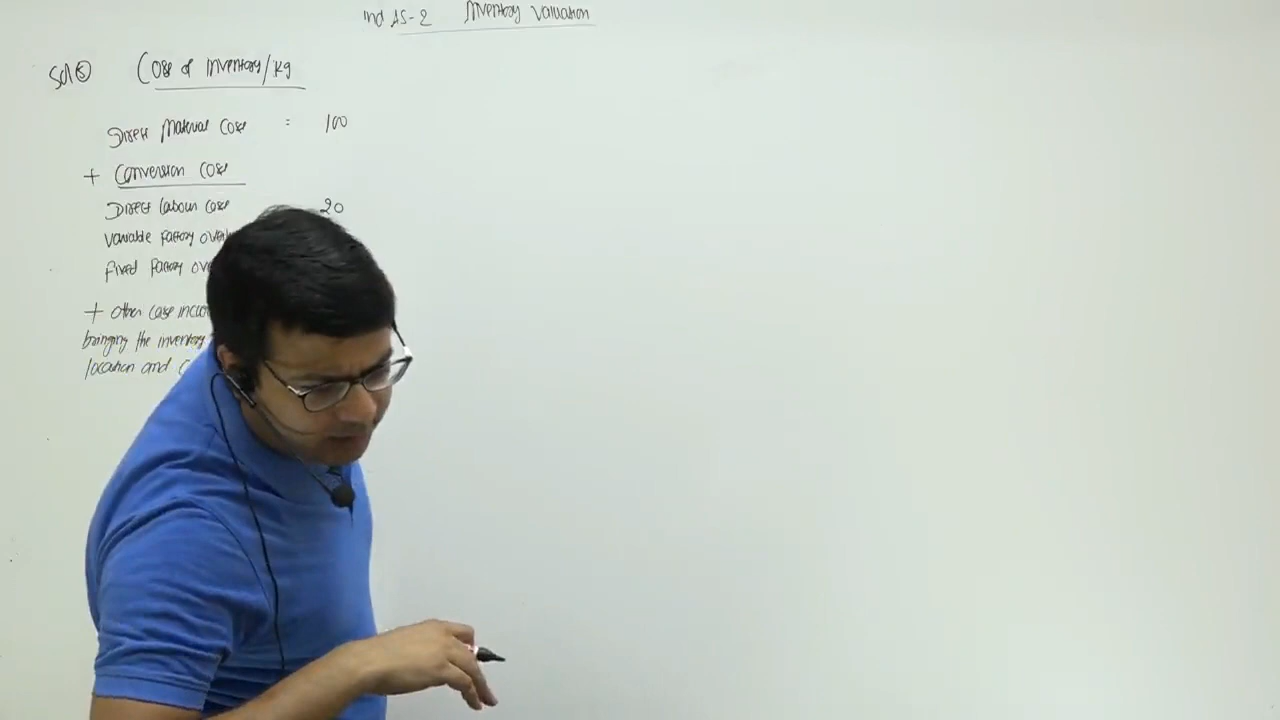 Ind AS-2 Inventory Valuation
Cost of Inventory/Kg
Direct Material Cost = 100
+ Conversion Cost
Direct labour cost 20
Variable Factory
fixed Factory
+ other cost
bringing the inventory
location and